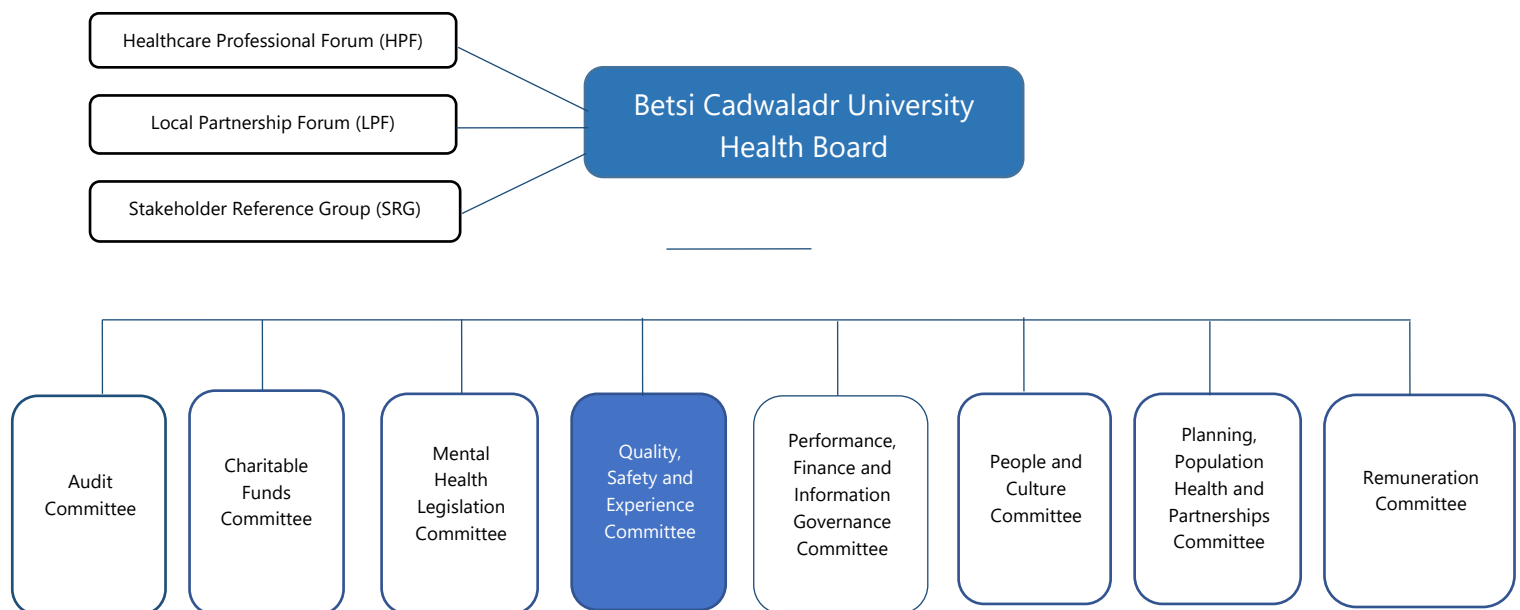 Healthcare Professional Forum (HPF)
Local Partnership Forum (LPF)
Stakeholder Reference Group (SRG)
Betsi Cadwaladr University
Health Board
Audit
Committee
Charitable
Funds
Committee
Mental
Health
Legislation
Committee
Quality,
Safety and
Experience
Committee
Performance,
Finance and
Information
Governance
Committee
People and
Culture
Committee
Planning,
Population
Health and
Partnerships
Committee
Remuneration
Committee